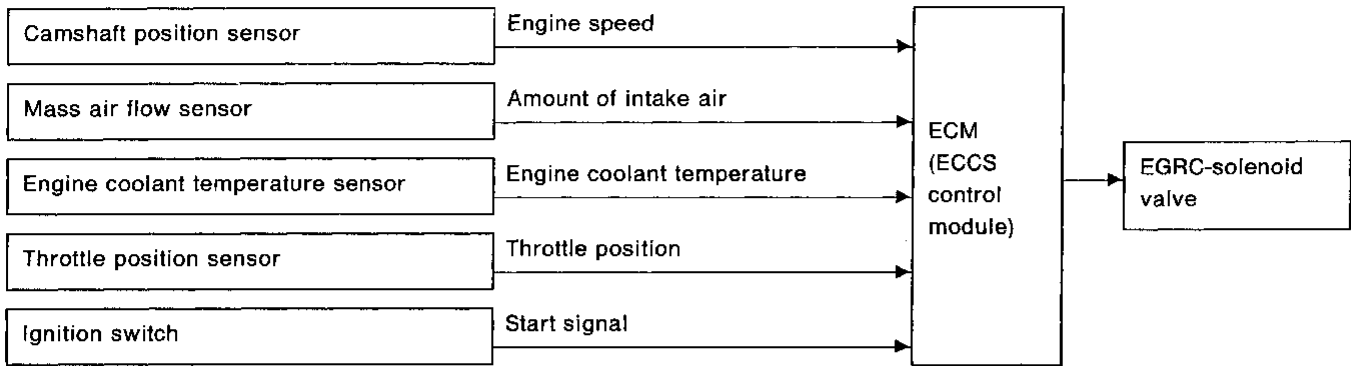 Camshaft position sensor
Engine speed
Mass air flow sensor
Amount of intake air
Engine coolant temperature sensor
Engine coolant temperature
Throttle position sensor
Throttle position
Ignition switch
Start signal
ECM
(ECCS
control
module)
EGRC-solenoid
valve